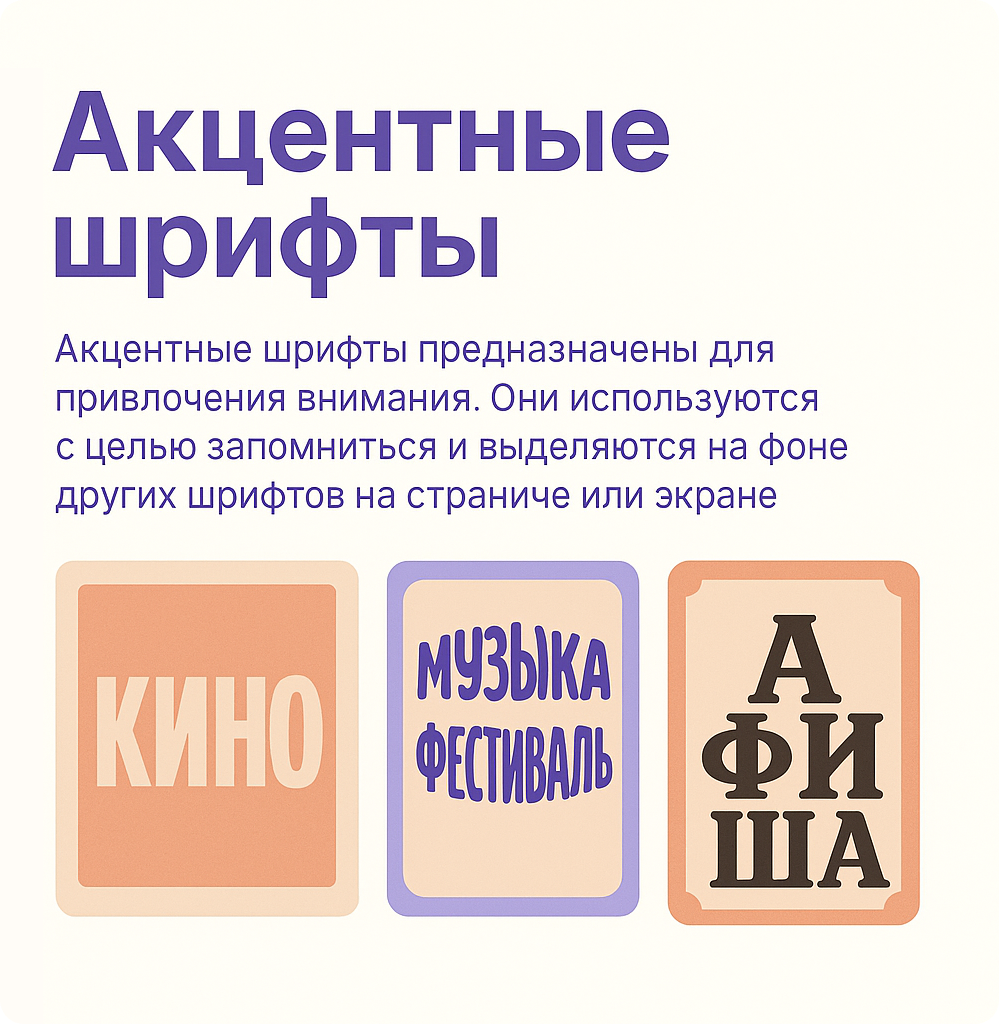 Акцентные
шрифты
Акцентные шрифты предназначены для
привлочения внимания. Они используются
с целью запомниться и выделяются на фоне
других шрифтов на страниче или экране
КИНО
МУЗЫКА
ФЕСТИВАЛЬ
А
ФИ
ША